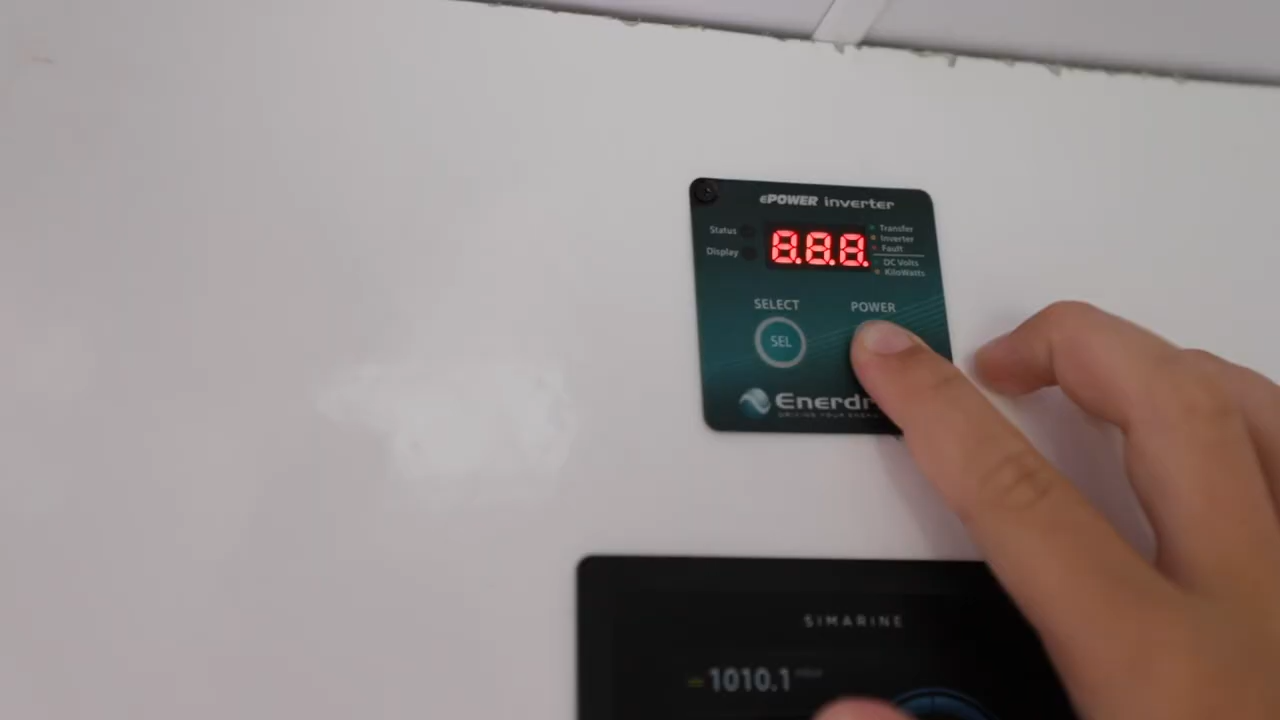 ePOWER inverter
Status
Display
8.8.8.
Transfer
Inverter
Fault
DC Volts
KiloWatts
SELECT
POWER
SEL
SIMARINE
1010.1